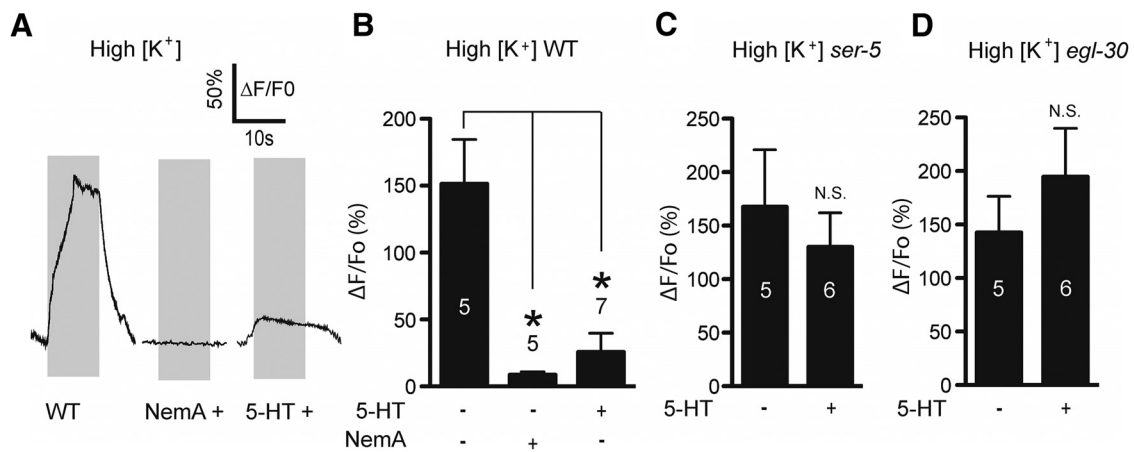 A
High [K+]
50%
ΔF/F0
10s
WT
NemA +
5-HT +
B
High [K+] WT
ΔF/Fo (%)
200
150
100
50
0
5
*
5
*
7
5-HT - - +
NemA - + -
C
High [K+] ser-5
ΔF/Fo (%)
250
200
150
100
50
0
N.S.
5
6
5-HT - +
D
High [K+] egl-30
ΔF/Fo (%)
250
200
150
100
50
0
N.S.
5
6
5-HT - +